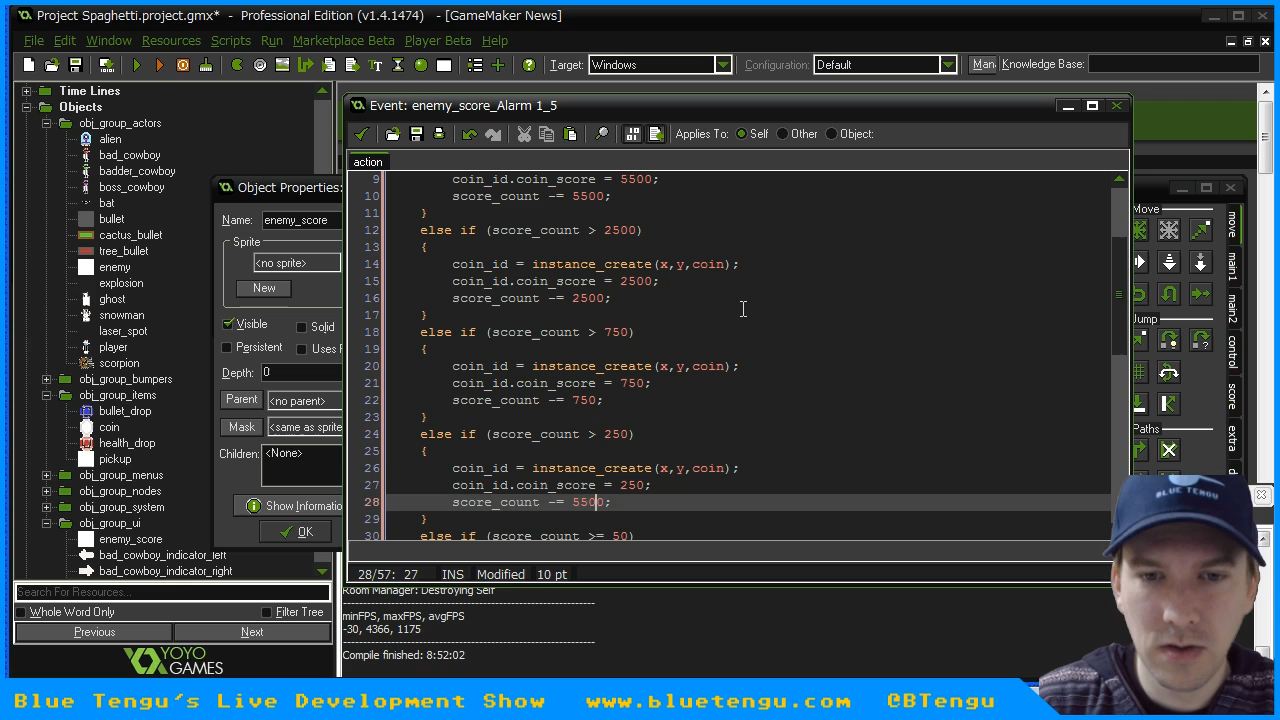 Project Spaghetti.project.gmx* - Professional Edition (v1.4.1474) - [GameMaker News]
File Edit Window Resources Scripts Run Marketplace Beta Player Beta Help
Target: Windows Configuration: Default Man Knowledge Base:
Time Lines
Objects
obj_group_actors
alien
bad_cowboy
badder_cowboy
boss_cowboy
bat
bullet
cactus_bullet
tree_bullet
enemy
explosion
ghost
snowman
laser_spot
player
scorpion
obj_group_bumpers
obj_group_items
bullet_drop
coin
health_drop
pickup
obj_group_menus
obj_group_nodes
obj_group_system
obj_group_ui
enemy_score
bad_cowboy_indicator_left
bad_cowboy_indicator_right
Search For Resources...
Whole Word Only Filter Tree
Previous Next
YOYO
GAMES
Object Properties:
Name: enemy_score
Sprite
<no sprite>
New
Visible Solid
Persistent Uses
Depth: 0
Parent <no parent>
Mask <same as sprite
Children: <None>
Show Informatio
OK
Event: enemy_score_Alarm 1_5
Applies To: Self Other Object:
action
9 coin_id.coin_score = 5500;
10 score_count -= 5500;
11 }
12 else if (score_count > 2500)
13 {
14 coin_id = instance_create(x,y,coin);
15 coin_id.coin_score = 2500;
16 score_count -= 2500;
17 }
18 else if (score_count > 750)
19 {
20 coin_id = instance_create(x,y,coin);
21 coin_id.coin_score = 750;
22 score_count -= 750;
23 }
24 else if (score_count > 250)
25 {
26 coin_id = instance_create(x,y,coin);
27 coin_id.coin_score = 250;
28 score_count -= 5500;
29 }
30 else if (score_count >= 50)
28/57: 27 INS Modified 10 pt
Room Manager: Destroying Self
minFPS, maxFPS, avgFPS
-30, 4366, 1175
Compile finished: 8:52:02
Move
Jump
Paths
move
main1
main2
control
score
extra
BLUE TENGU
Blue Tengu's Live Development Show www.bluetengu.com @BTengu